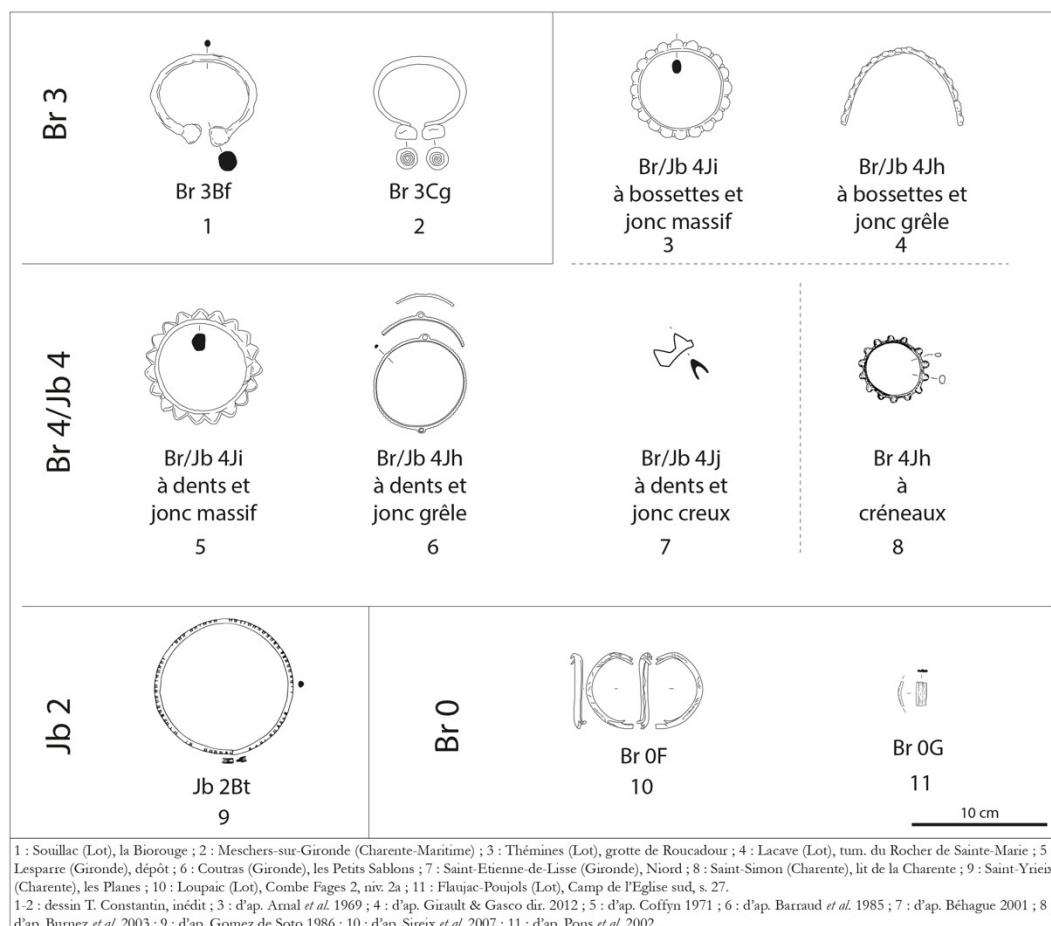 Br 3
Br 3Bf
1
Br 3Cg
2
Br/Jb 4Ji
à bossettes et
jonc massif
3
Br/Jb 4Jh
à bossettes et
jonc grêle
4
Br 4/Jb 4
Br/Jb 4Ji
à dents et
jonc massif
5
Br/Jb 4Jh
à dents et
jonc grêle
6
Br/Jb 4Jj
à dents et
jonc creux
7
Br 4Jh
à
créneaux
8
Jb 2
Jb 2Bt
9
Br 0
Br 0F
10
Br 0G
11
10 cm
1 : Souillac (Lot), la Biorouge ; 2 : Meschers-sur-Gironde (Charente-Maritime) ; 3 : Thémines (Lot), grotte de Roucadour ; 4 : Lacave (Lot), tum. du Rocher de Sainte-Marie ; 5
Lesparre (Gironde), dépôt ; 6 : Coutras (Gironde), les Petits Sablons ; 7 : Saint-Etienne-de-Lisse (Gironde), Niord ; 8 : Saint-Simon (Charente), lit de la Charente ; 9 : Saint-Yrieix
(Charente), les Planes ; 10 : Loupaic (Lot), Combe Fages 2, niv. 2a ; 11 : Flaujac-Poujols (Lot), Camp de l'Eglise sud, s. 27.
1-2 : dessin T. Constantin, inédit ; 3 : d'ap. Arnal et al. 1969 ; 4 : d'ap. Girault & Gasco dir. 2012 ; 5 : d'ap. Coffyn 1971 ; 6 : d'ap. Barraud et al. 1985 ; 7 : d'ap. Béhague 2001 ; 8
d'ap. Burnez et al. 2003 ; 9 : d'ap. Gomez de Soto 1986 ; 10 : d'ap. Sireix et al. 2007 ; 11 : d'ap. Pons et al. 2002